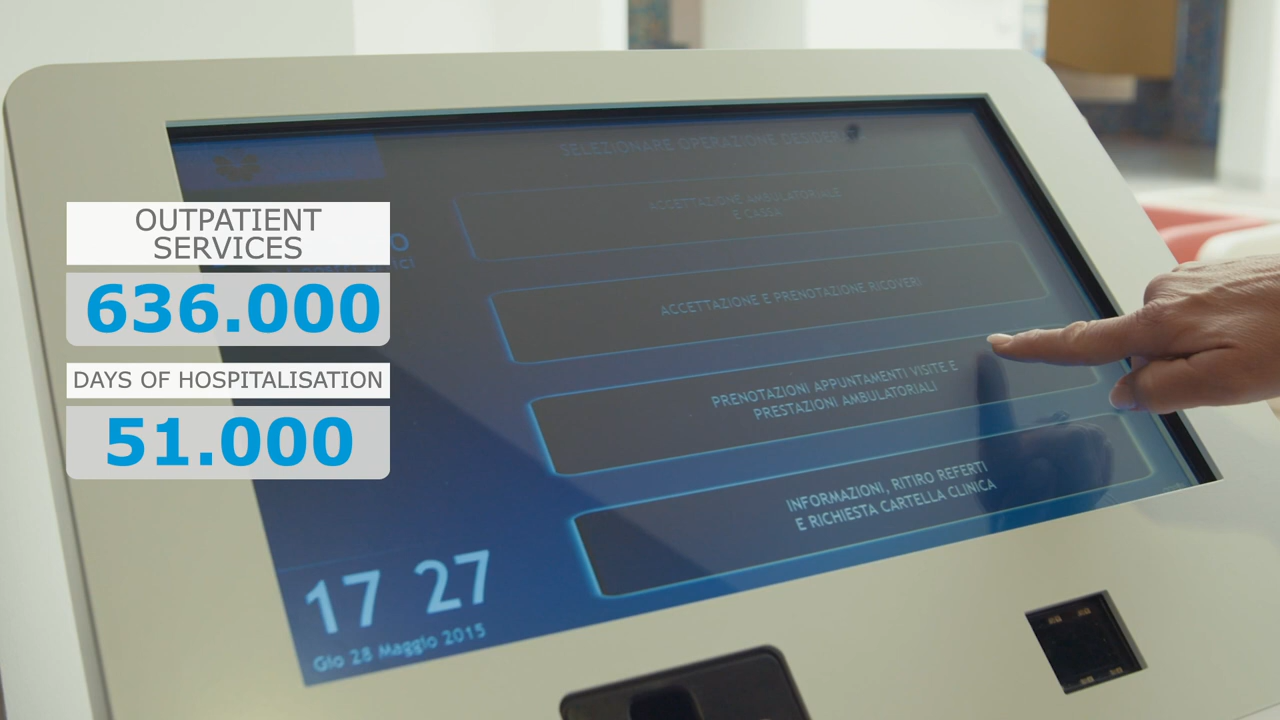 OUTPATIENT
SERVICES
636.000
DAYS OF HOSPITALISATION
51.000
SELEZIONARE OPERAZIONE
ACCETTAZIONE AMBULATORIALE
E CASSA
ACCETTAZIONE E PRENOTAZIONE RICOVERI
PRENOTAZIONI APPUNTAMENTI VISITE E
PRESTAZIONI AMBULATORIALI
INFORMAZIONI, RITIRO REFERTI
E RICHIESTA CARTELLA CLINICA
17 27
Gio 28 Maggio 2015